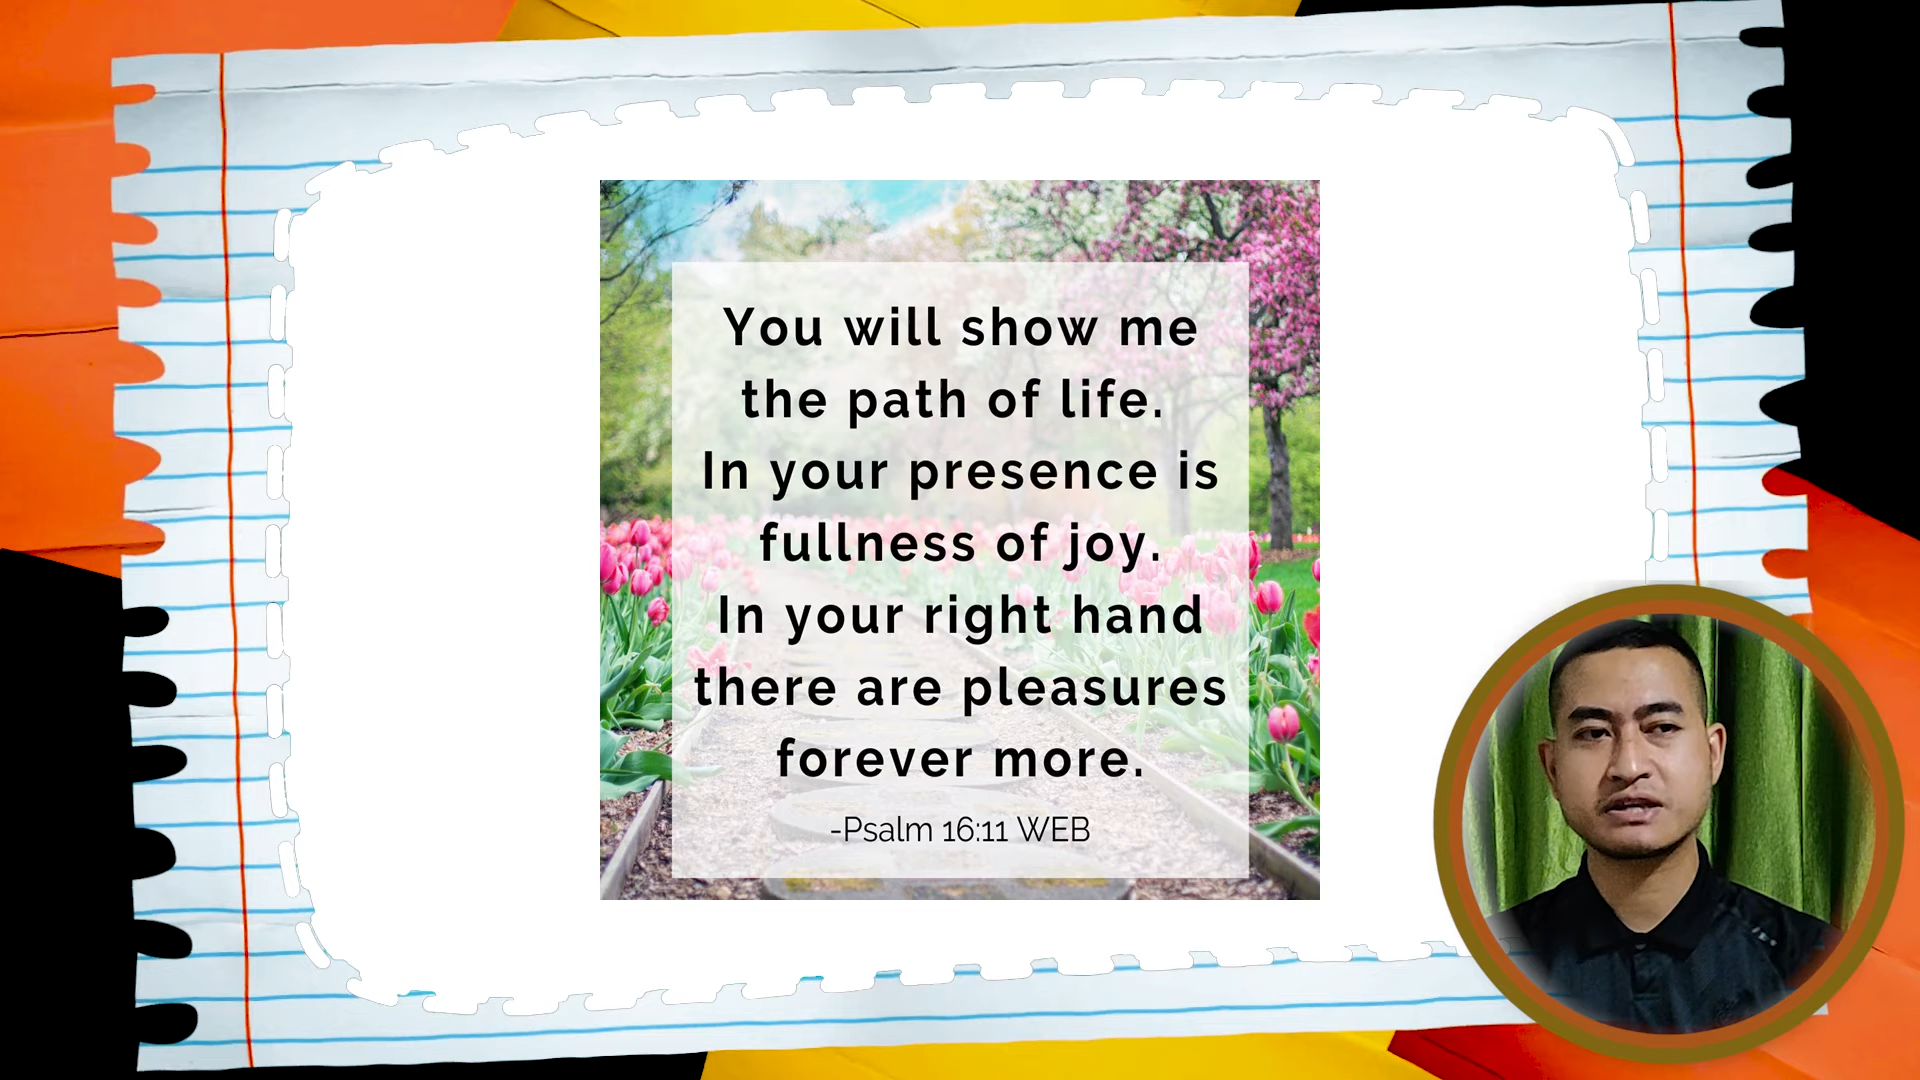 You will show me
the path of life.
In your presence is
fullness of joy.
In your right hand
there are pleasures
forever more.
-Psalm 16:11 WEB